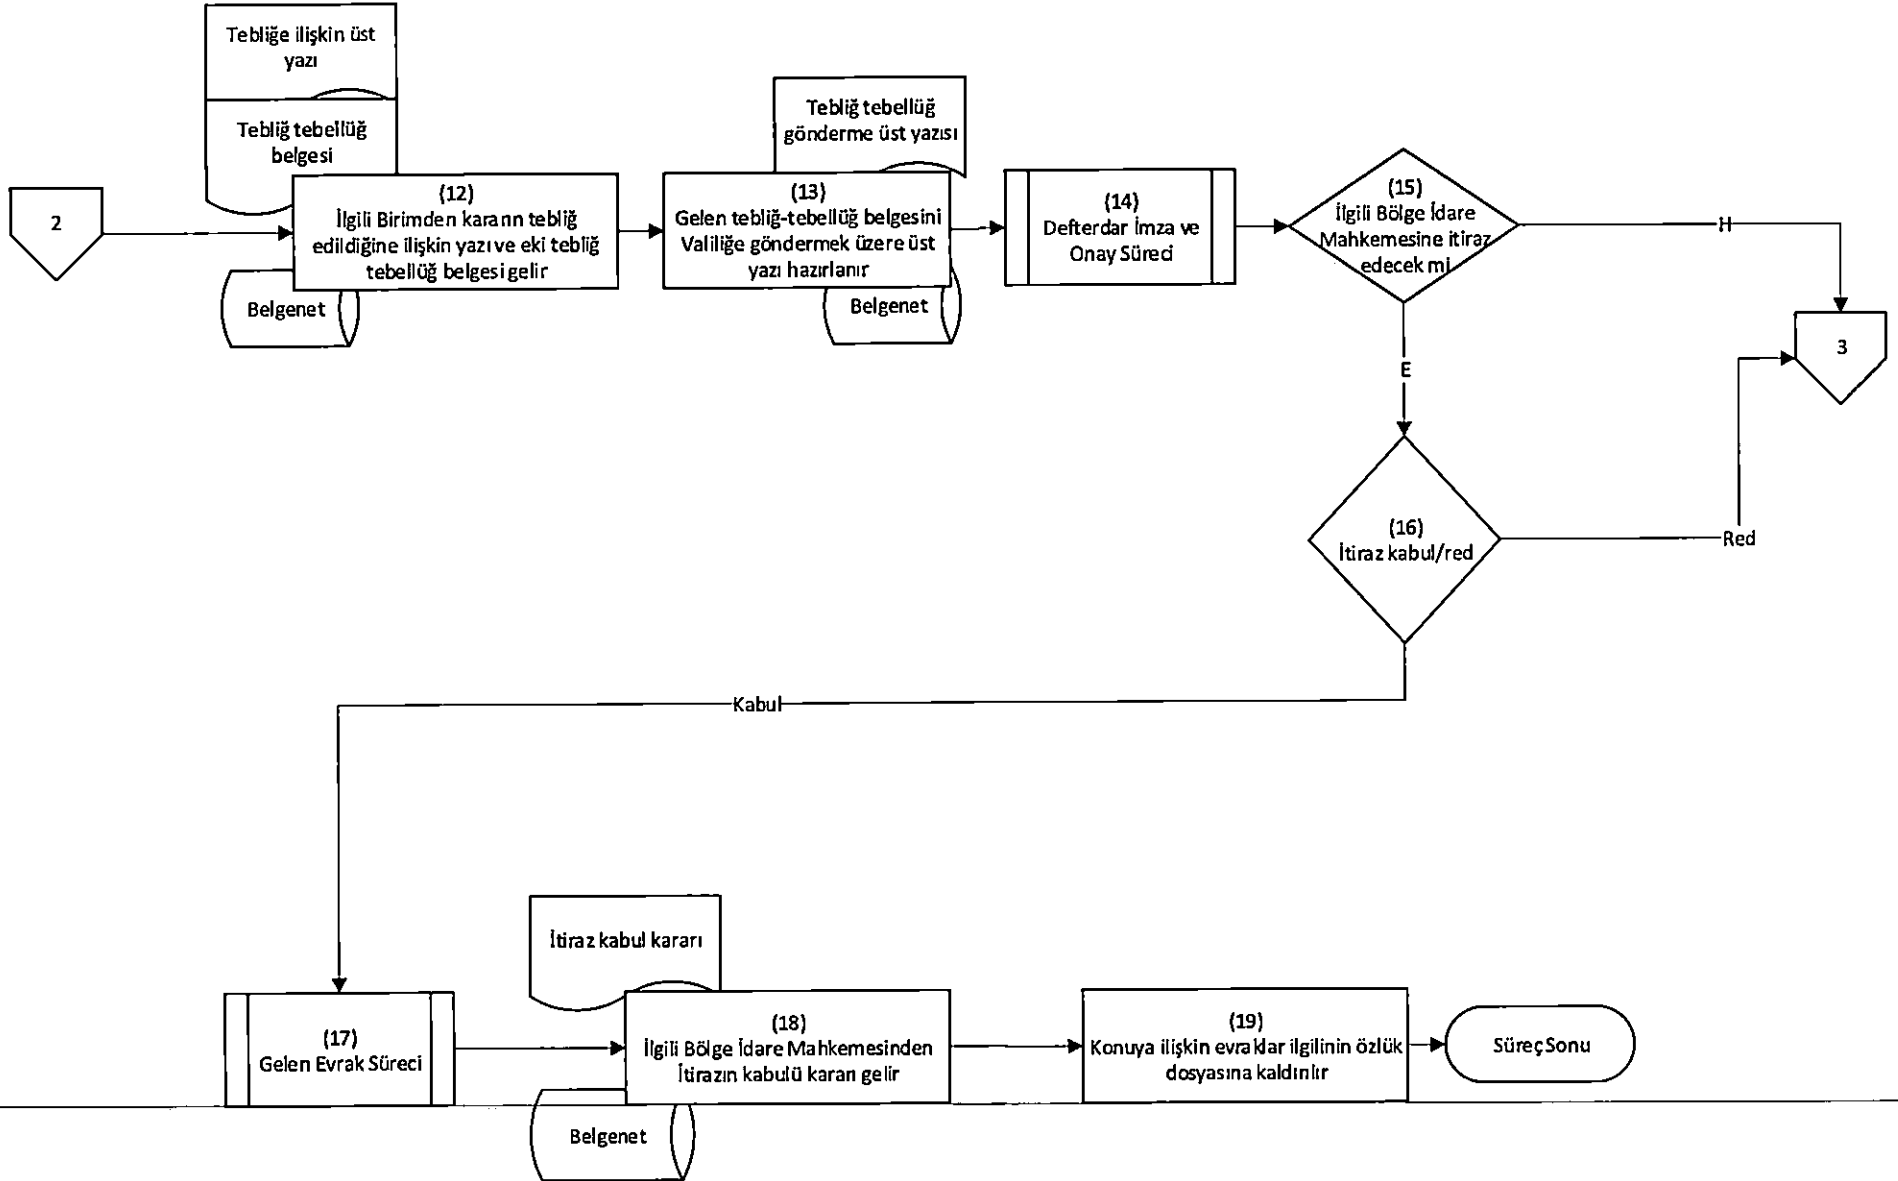 Tebliğe ilişkin üst
yazı
Tebliğ tebellüğ
belgesi
Tebliğ tebellüğ
gönderme üst yazısı
2
(12)
İlgili Birimden kararın tebliğ
edildiğine ilişkin yazı ve eki tebliğ
tebellüğ belgesi gelir
Belgenet
(13)
Gelen tebliğ-tebellüğ belgesini
Valiliğe göndermek üzere üst
yazı hazırlanır
Belgenet
(14)
Defterdar İmza ve
Onay Süreci
(15)
İlgili Bölge İdare
Mahkemesine itiraz
edecek mi
H
E
3
(16)
İtiraz kabul/red
Red
Kabul
(17)
Gelen Evrak Süreci
İtiraz kabul kararı
(18)
İlgili Bölge İdare Mahkemesinden
İtirazın kabulü kararı gelir
Belgenet
(19)
Konuya ilişkin evraklar ilgilinin özlük
dosyasına kaldırılır
Süreç Sonu